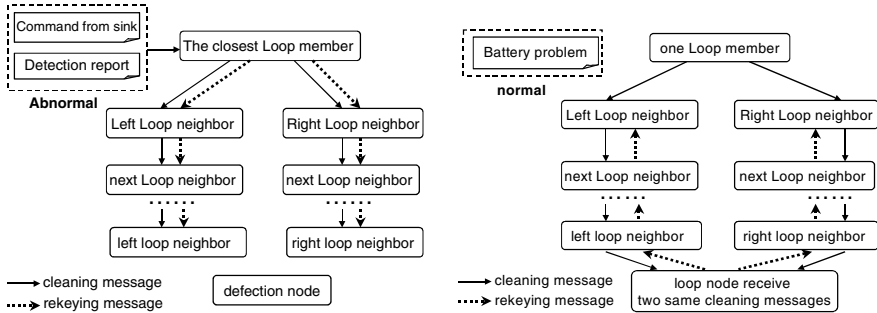 Command from sink
Detection report
Abnormal
The closest Loop member
Left Loop neighbor
Right Loop neighbor
next Loop neighbor
next Loop neighbor
left loop neighbor
right loop neighbor
cleaning message
rekeying message
defection node
Battery problem
normal
one Loop member
Left Loop neighbor
Right Loop neighbor
next Loop neighbor
next Loop neighbor
left loop neighbor
right loop neighbor
cleaning message
rekeying message
loop node receive
two same cleaning messages